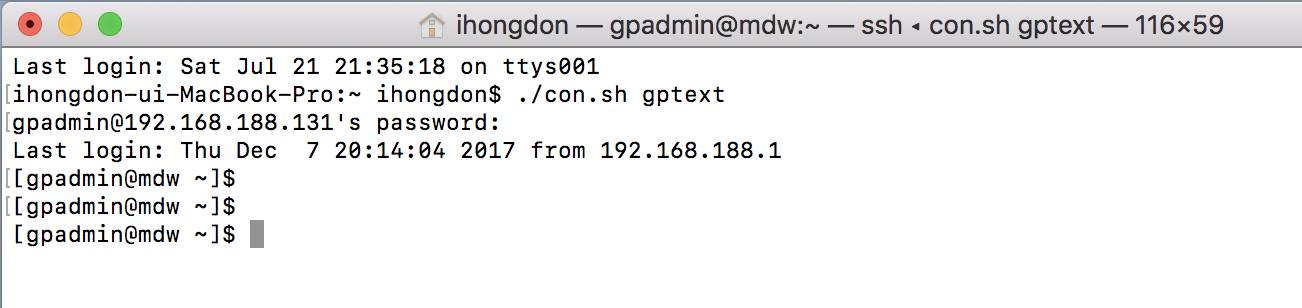 ihongdon — gpadmin@mdw:~ — ssh ◂ con.sh gptext — 116×59
Last login: Sat Jul 21 21:35:18 on ttys001
[ihongdon-ui-MacBook-Pro:~ ihongdon$ ./con.sh gptext
[gpadmin@192.168.188.131's password:
Last login: Thu Dec  7 20:14:04 2017 from 192.168.188.1
[[gpadmin@mdw ~]$
[[gpadmin@mdw ~]$
[gpadmin@mdw ~]$